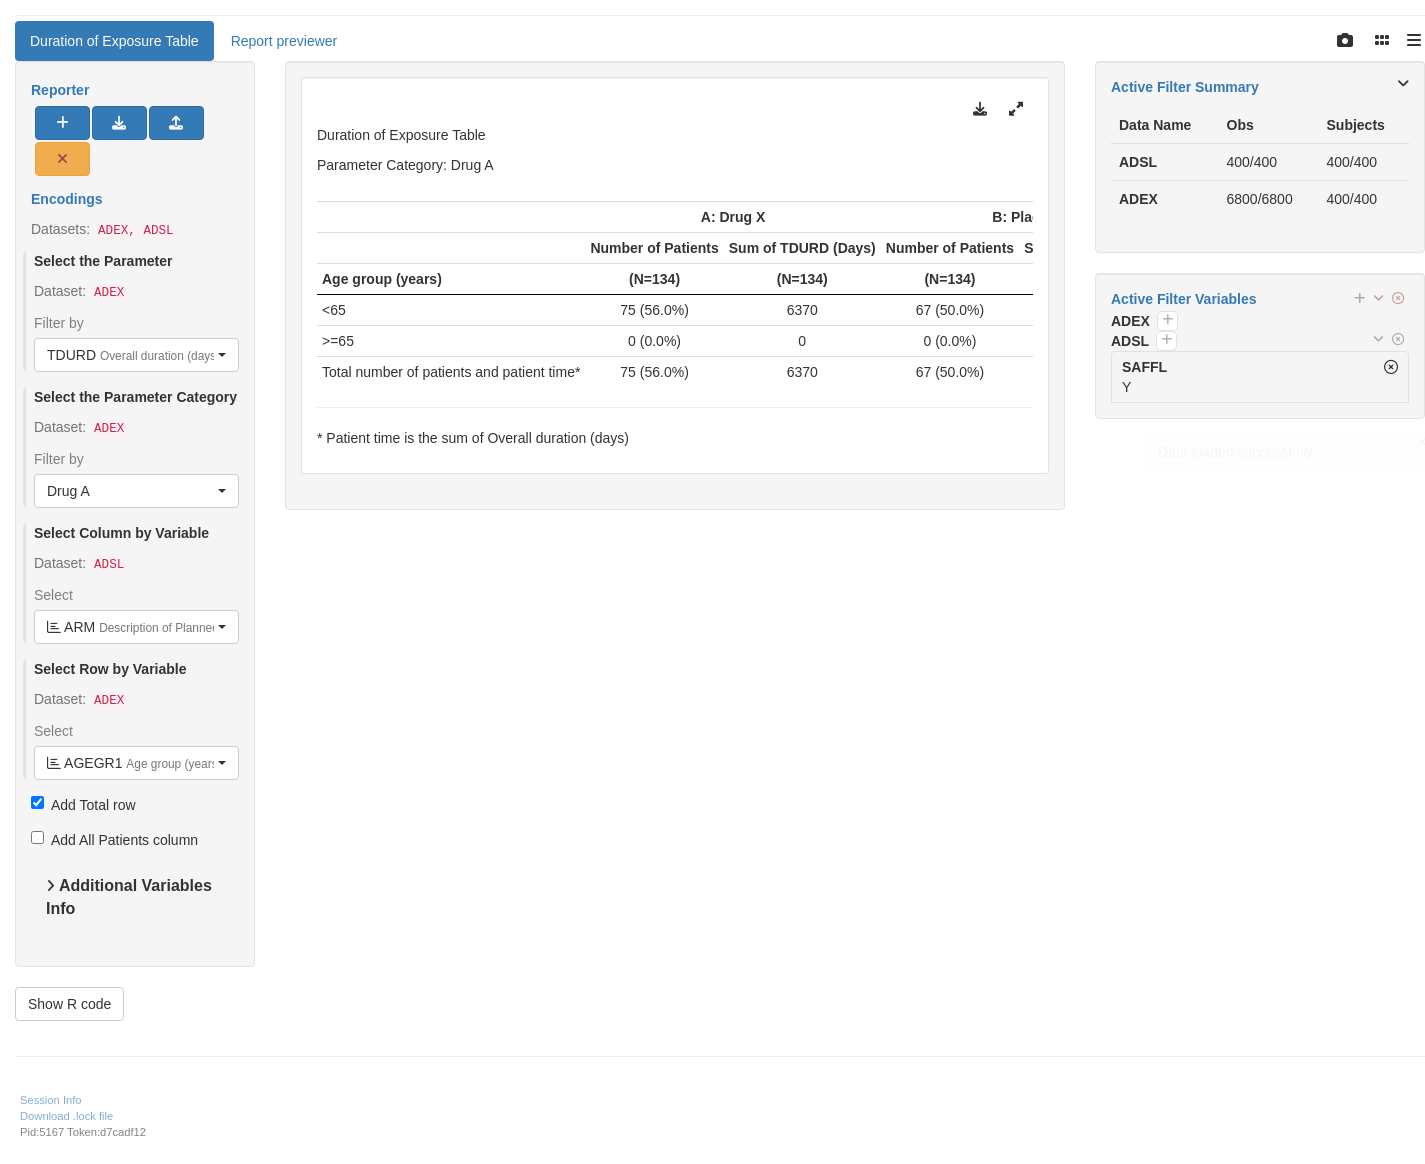 Duration of Exposure Table
Report previewer
Reporter
Encodings
Datasets: ADEX, ADSL
Select the Parameter
Dataset: ADEX
Filter by
TDURD Overall duration (days
Select the Parameter Category
Dataset: ADEX
Filter by
Drug A
Select Column by Variable
Dataset: ADSL
Select
ARM Description of Planned
Select Row by Variable
Dataset: ADEX
Select
AGEGR1 Age group (years
Add Total row
Add All Patients column
Additional Variables
Info
Show R code
Duration of Exposure Table
Parameter Category: Drug A
A: Drug X B: Pla
Number of Patients Sum of TDURD (Days) Number of Patients S
Age group (years) (N=134) (N=134) (N=134)
<65 75 (56.0%) 6370 67 (50.0%)
>=65 0 (0.0%) 0 0 (0.0%)
Total number of patients and patient time* 75 (56.0%) 6370 67 (50.0%)
* Patient time is the sum of Overall duration (days)
Active Filter Summary
Data Name Obs Subjects
ADSL 400/400 400/400
ADEX 6800/6800 400/400
Active Filter Variables
ADEX
ADSL
SAFFL
Y
Data loaded successfully
Session Info
Download .lock file
Pid:5167 Token:d7cadf12